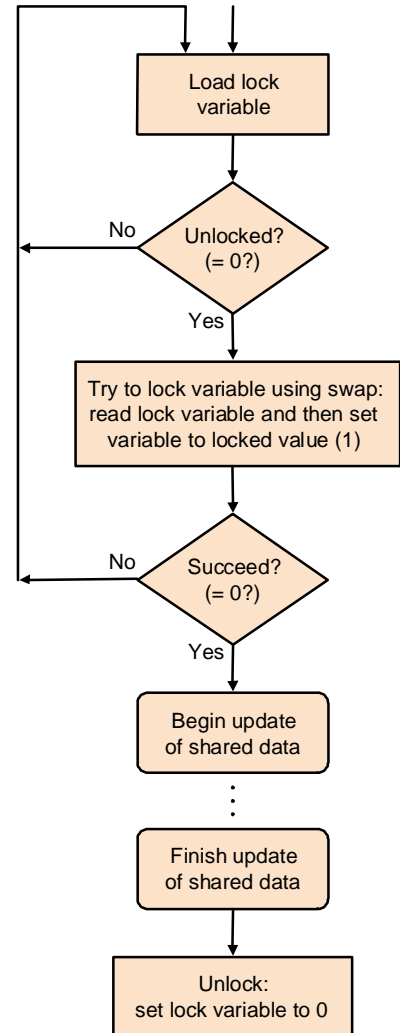 Load lock
variable
No
Unlocked?
(= 0?)
Yes
Try to lock variable using swap:
read lock variable and then set
variable to locked value (1)
No
Succeed?
(= 0?)
Yes
Begin update
of shared data
Finish update
of shared data
Unlock:
set lock variable to 0